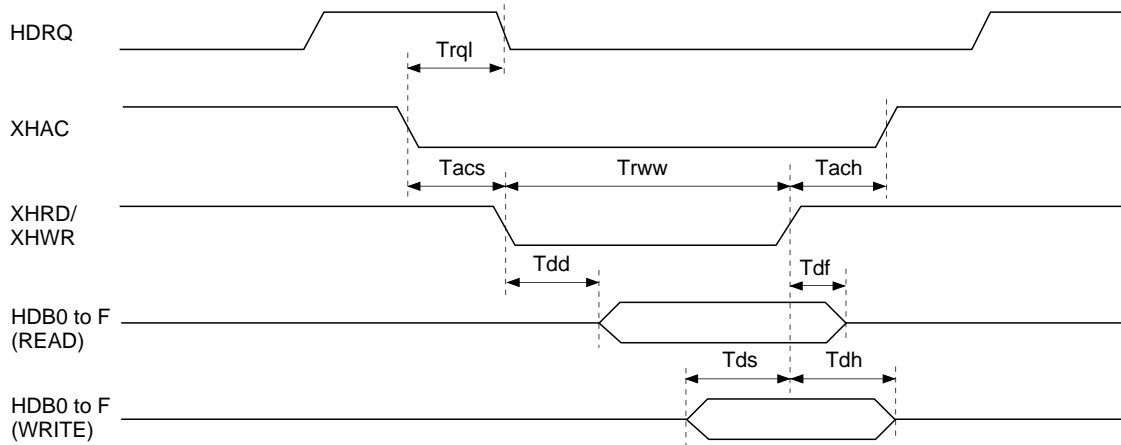 HDRQ
Trql
XHAC
Tacs Trww Tach
XHRD/
XHWR
Tdd Tdf
HDB0 to F
(READ)
Tds Tdh
HDB0 to F
(WRITE)